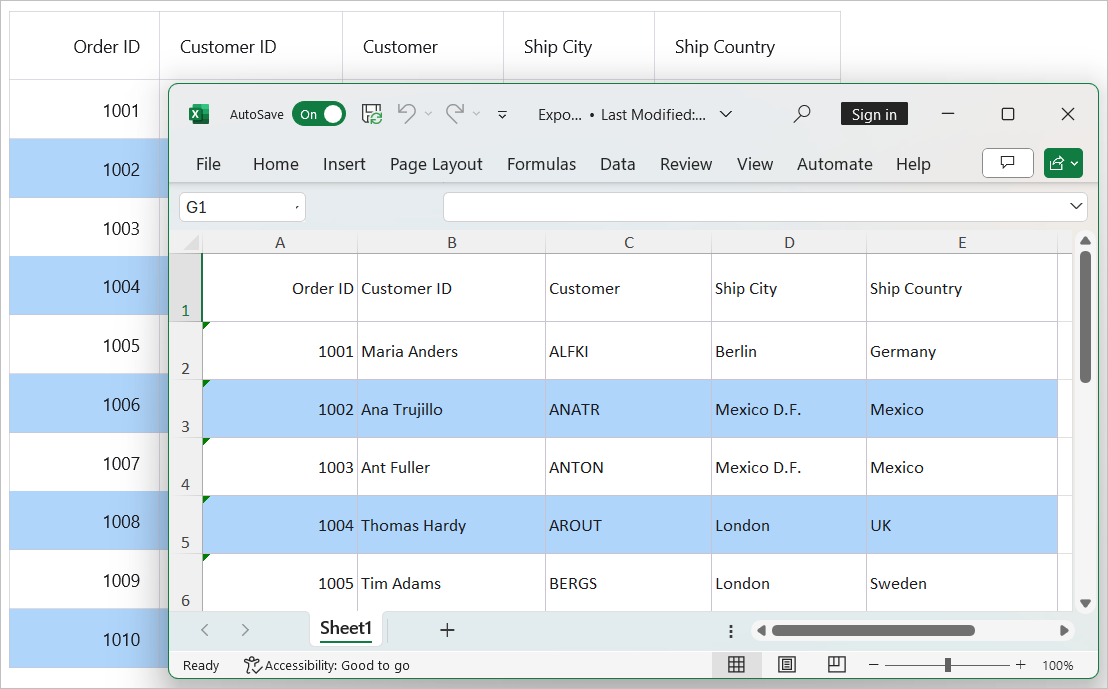 Order ID Customer ID Customer Ship City Ship Country
1001
1002
1003
1004
1005
1006
1007
1008
1009
1010
AutoSave On Expo... • Last Modified:... Sign in
File Home Insert Page Layout Formulas Data Review View Automate Help
G1
A B C D E
1 Order ID Customer ID Customer Ship City Ship Country
2 1001 Maria Anders ALFKI Berlin Germany
3 1002 Ana Trujillo ANATR Mexico D.F. Mexico
4 1003 Ant Fuller ANTON Mexico D.F. Mexico
5 1004 Thomas Hardy AROUT London UK
6 1005 Tim Adams BERGS London Sweden
Sheet1
Ready Accessibility: Good to go 100%